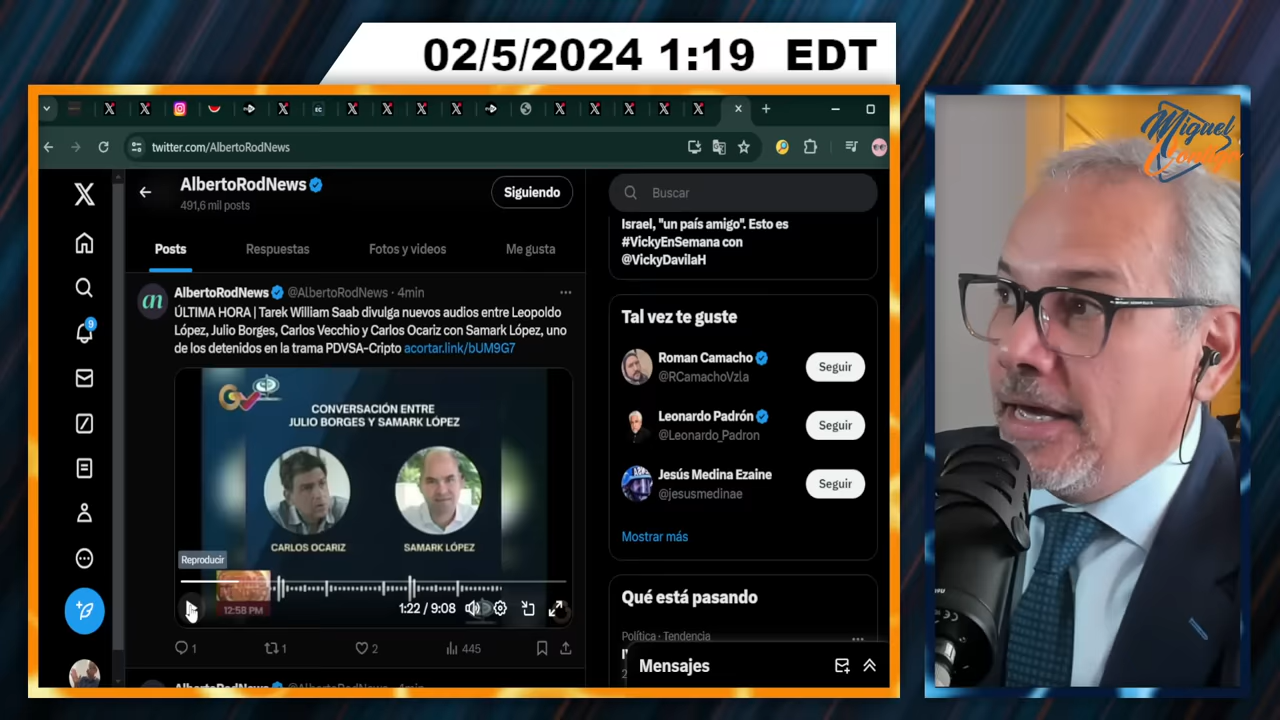 02/5/2024 1:19 EDT
twitter.com/AlbertoRodNews
AlbertoRodNews
491,6 mil posts
Siguiendo
Posts
Respuestas
Fotos y videos
Me gusta
AlbertoRodNews @AlbertoRodNews · 4min
ÚLTIMA HORA | Tarek William Saab divulga nuevos audios entre Leopoldo
López, Julio Borges, Carlos Vecchio y Carlos Ocariz con Samark López, uno
de los detenidos en la trama PDVSA-Cripto acortar.link/bUM9G7
CONVERSACIÓN ENTRE
JULIO BORGES Y SAMARK LÓPEZ
CARLOS OCARIZ
SAMARK LÓPEZ
Reproducir
12:58 PM
1:22 / 9:08
1
1
2
445
AlbertoRodNews @AlbertoRodNews · 4min
9
Buscar
Israel, "un país amigo". Esto es
#VickyEnSemana con
@VickyDavilaH
Tal vez te guste
Roman Camacho
@RCamachoVzla
Seguir
Leonardo Padrón
@Leonardo_Padron
Seguir
Jesús Medina Ezaine
@jesusmedinae
Seguir
Mostrar más
Qué está pasando
Política · Tendencia
Mensajes
Miguel